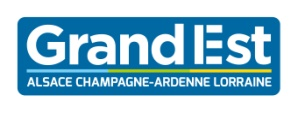 Grand Est
ALSACE CHAMPAGNE-ARDENNE LORRAINE